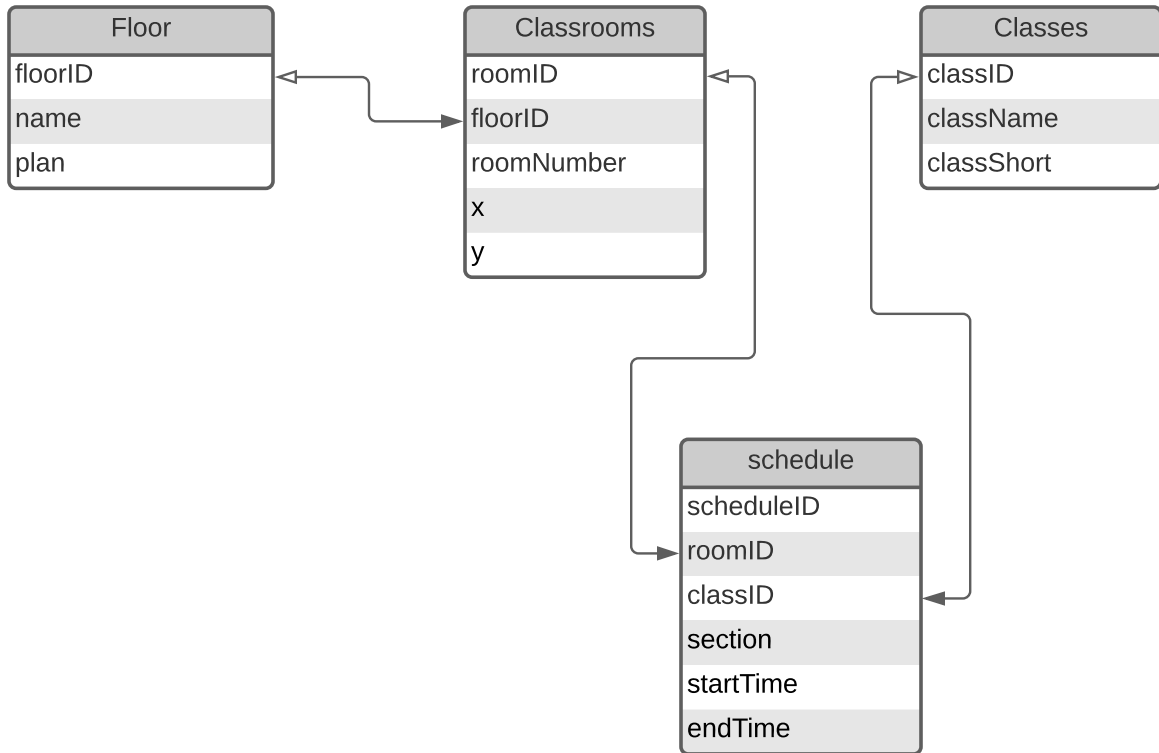 Floor
floorID
name
plan
Classrooms
roomID
floorID
roomNumber
x
y
Classes
classID
className
classShort
schedule
scheduleID
roomID
classID
section
startTime
endTime